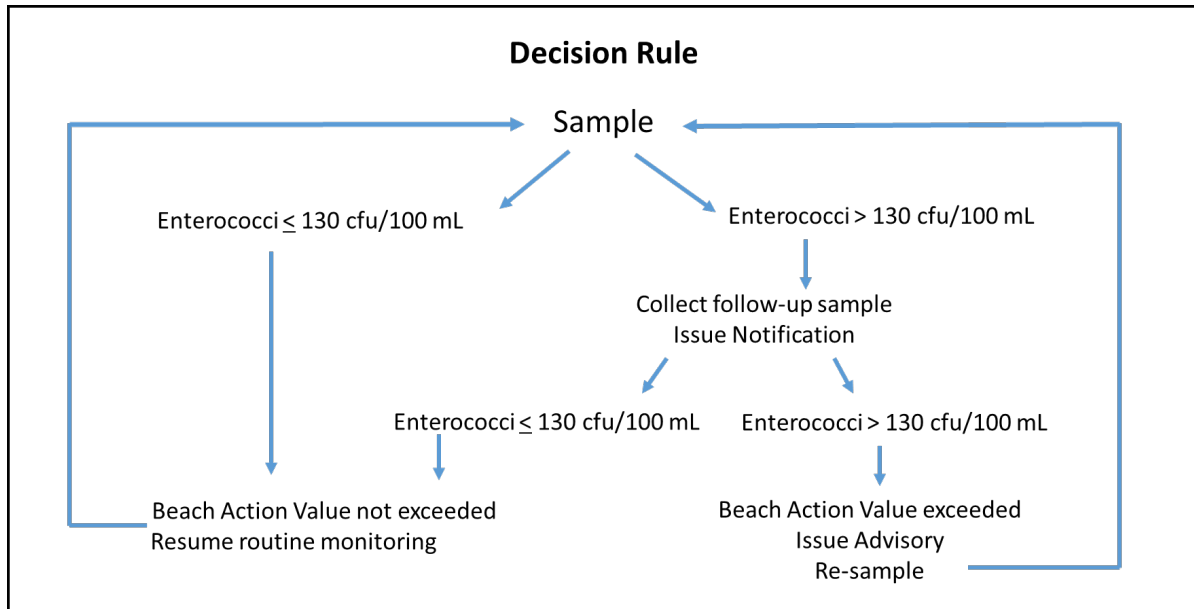 Decision Rule
Sample
Enterococci ≤ 130 cfu/100 mL
Enterococci > 130 cfu/100 mL
Collect follow-up sample
Issue Notification
Enterococci ≤ 130 cfu/100 mL
Enterococci > 130 cfu/100 mL
Beach Action Value not exceeded
Resume routine monitoring
Beach Action Value exceeded
Issue Advisory
Re-sample